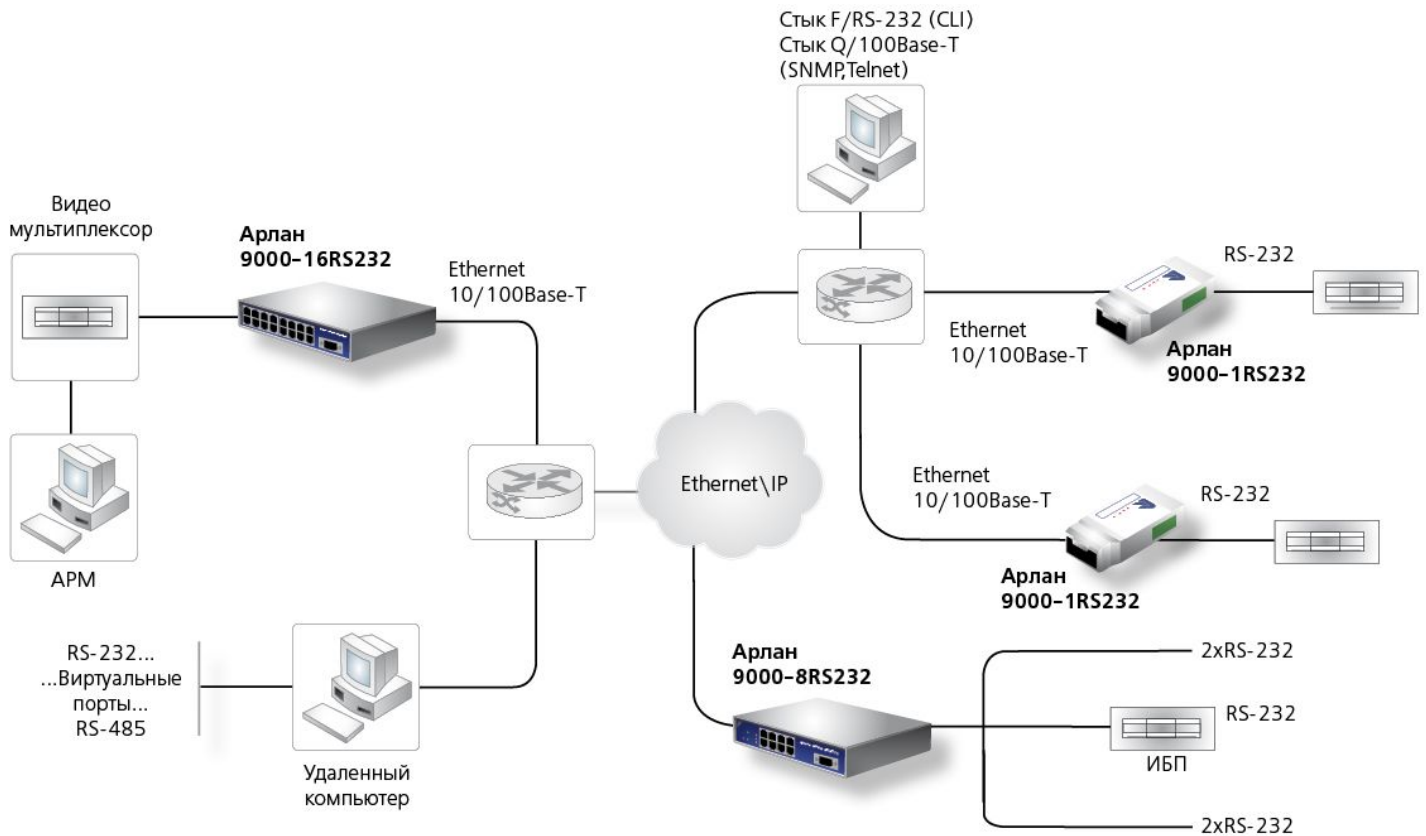 Стык F/RS-232 (CLI)
Стык Q/100Base-T
(SNMP,Telnet)
Видео
мультиплексор
Арлан
9000-16RS232
Ethernet
10/100Base-T
RS-232
Ethernet
10/100Base-T
Арлан
9000-1RS232
Ethernet\IP
Ethernet
10/100Base-T
RS-232
АРМ
Арлан
9000-1RS232
RS-232...
...Виртуальные
порты...
RS-485
Удаленный
компьютер
Арлан
9000-8RS232
2xRS-232
RS-232
ИБП
2xRS-232